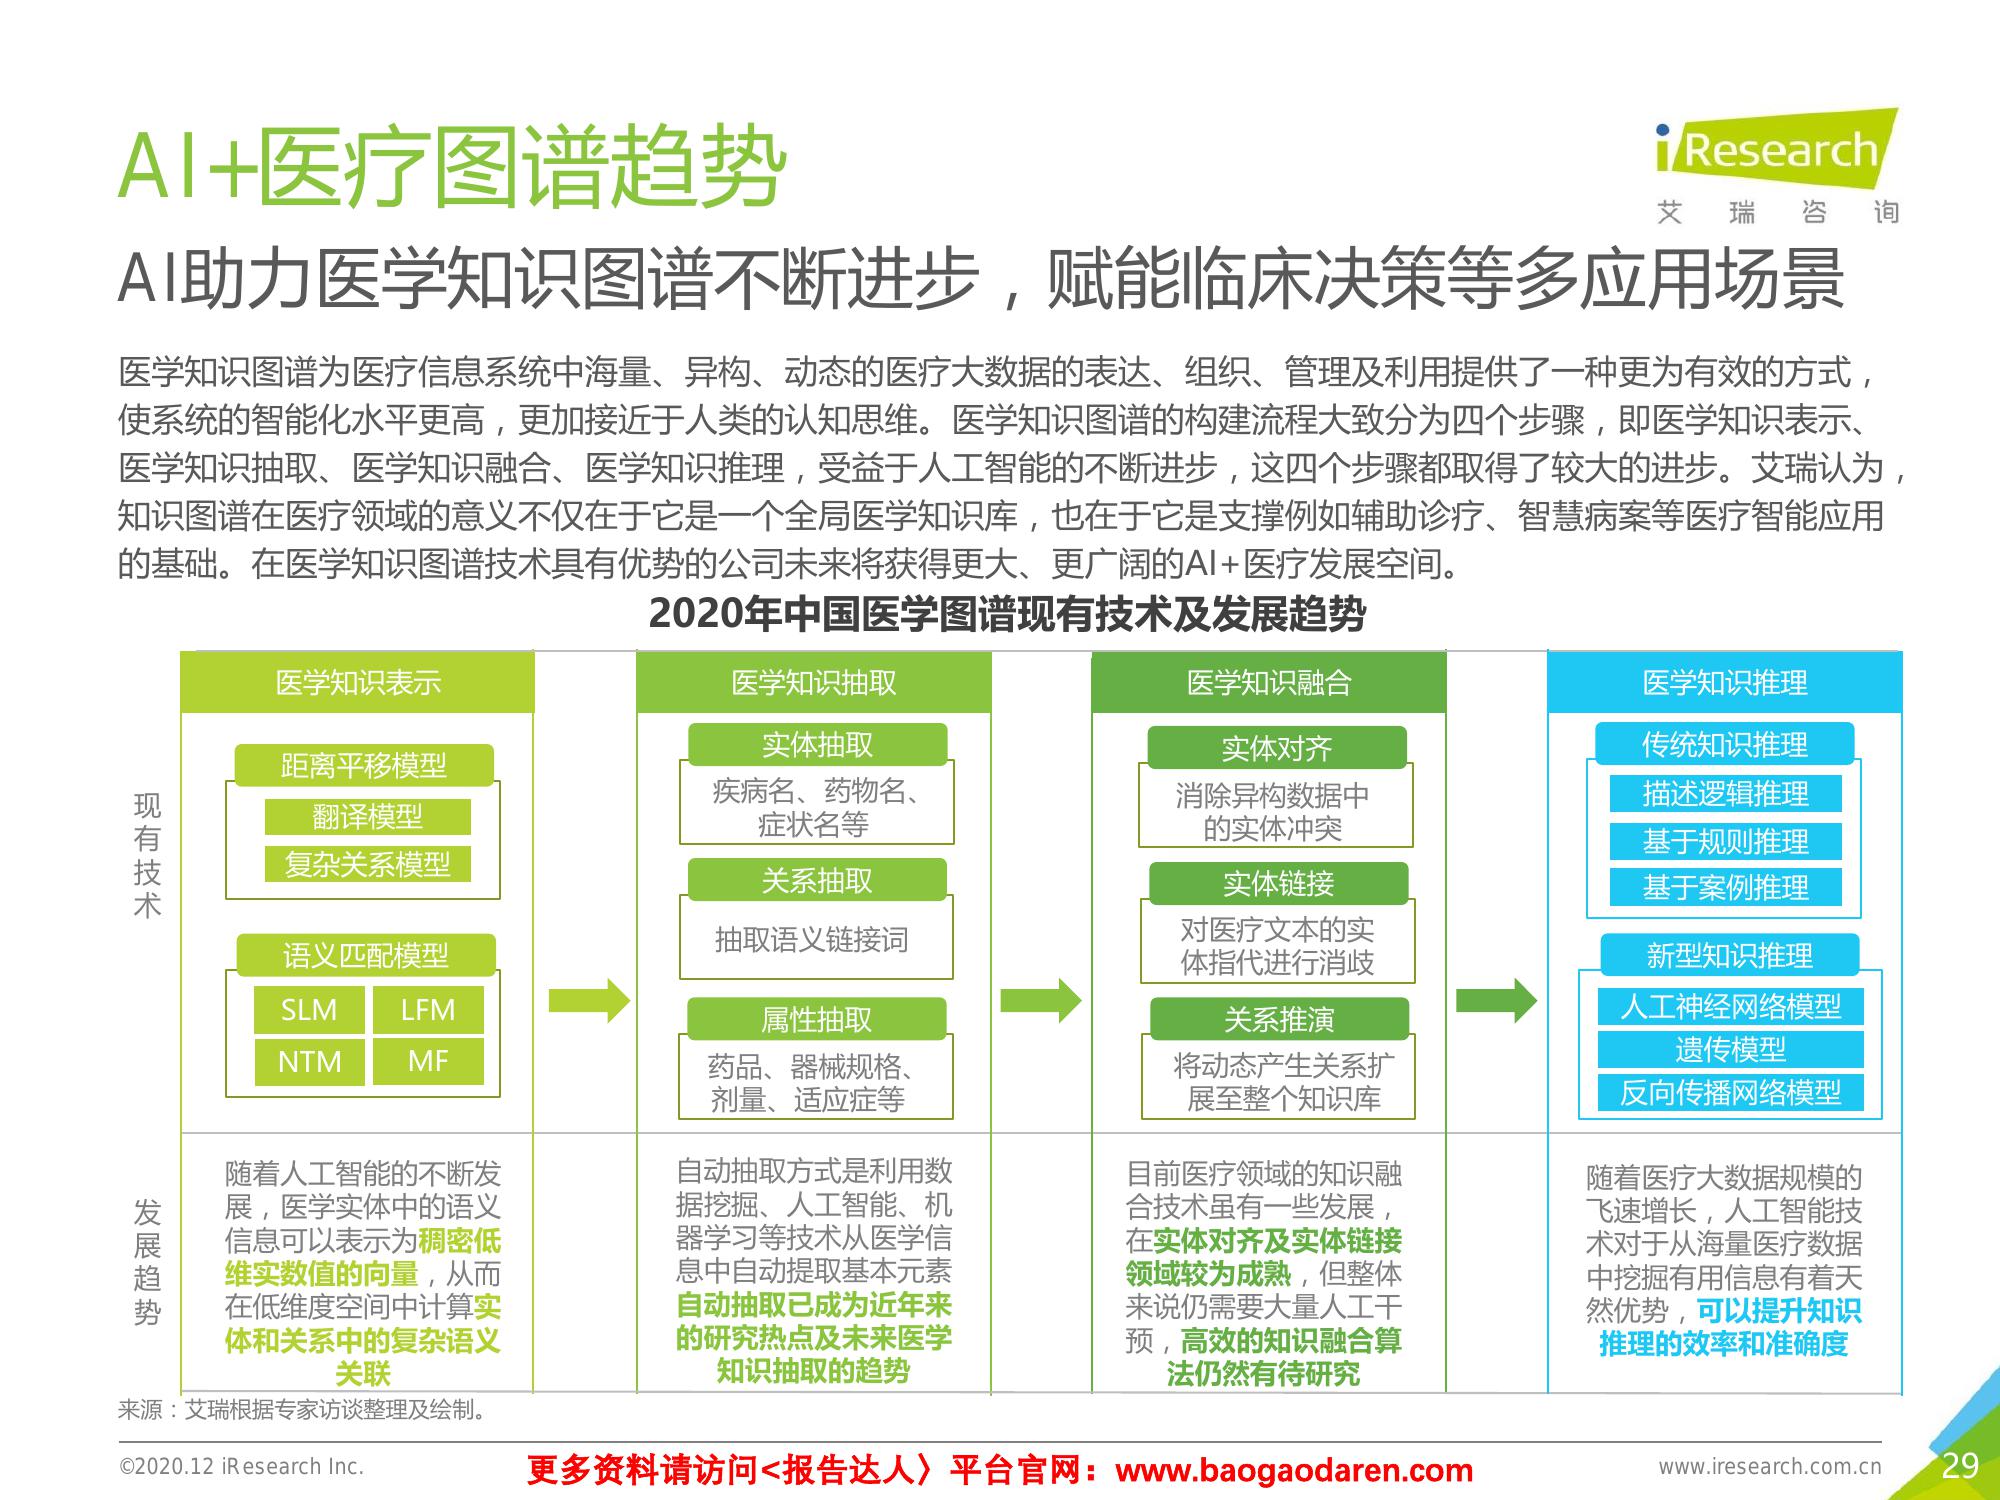 AI+医疗图谱趋势
iResearch
艾瑞咨询
AI助力医学知识图谱不断进步，赋能临床决策等多应用场景
医学知识图谱为医疗信息系统中海量、异构、动态的医疗大数据的表达、组织、管理及利用提供了一种更为有效的方式，
使系统的智能化水平更高，更加接近于人类的认知思维。医学知识图谱的构建流程大致分为四个步骤，即医学知识表示、
医学知识抽取、医学知识融合、医学知识推理，受益于人工智能的不断进步，这四个步骤都取得了较大的进步。艾瑞认为，
知识图谱在医疗领域的意义不仅在于它是一个全局医学知识库，也在于它是支撑例如辅助诊疗、智慧病案等医疗智能应用
的基础。在医学知识图谱技术具有优势的公司未来将获得更大、更广阔的AI+医疗发展空间。
2020年中国医学图谱现有技术及发展趋势
现有技术
医学知识表示
距离平移模型
翻译模型
复杂关系模型
语义匹配模型
SLM
LFM
NTM
MF
医学知识抽取
实体抽取
疾病名、药物名、
症状名等
关系抽取
抽取语义链接词
属性抽取
药品、器械规格、
剂量、适应症等
医学知识融合
实体对齐
消除异构数据中
的实体冲突
实体链接
对医疗文本的实
体指代进行消歧
关系推演
将动态产生关系扩
展至整个知识库
医学知识推理
传统知识推理
描述逻辑推理
基于规则推理
基于案例推理
新型知识推理
人工神经网络模型
遗传模型
反向传播网络模型
发展趋势
随着人工智能的不断发
展，医学实体中的语义
信息可以表示为稠密低
维实数值的向量，从而
在低维度空间中计算实
体和关系中的复杂语义
关联
自动抽取方式是利用数
据挖掘、人工智能、机
器学习等技术从医学信
息中自动提取基本元素
自动抽取已成为近年来
的研究热点及未来医学
知识抽取的趋势
目前医疗领域的知识融
合技术虽有一些发展，
在实体对齐及实体链接
领域较为成熟，但整体
来说仍需要大量人工干
预，高效的知识融合算
法仍然有待研究
随着医疗大数据规模的
飞速增长，人工智能技
术对于从海量医疗数据
中挖掘有用信息有着天
然优势，可以提升知识
推理的效率和准确度
来源：艾瑞根据专家访谈整理及绘制。
©2020.12 iResearch Inc.
更多资料请访问<报告达人〉平台官网：www.baogaodaren.com
www.iresearch.com.cn
29